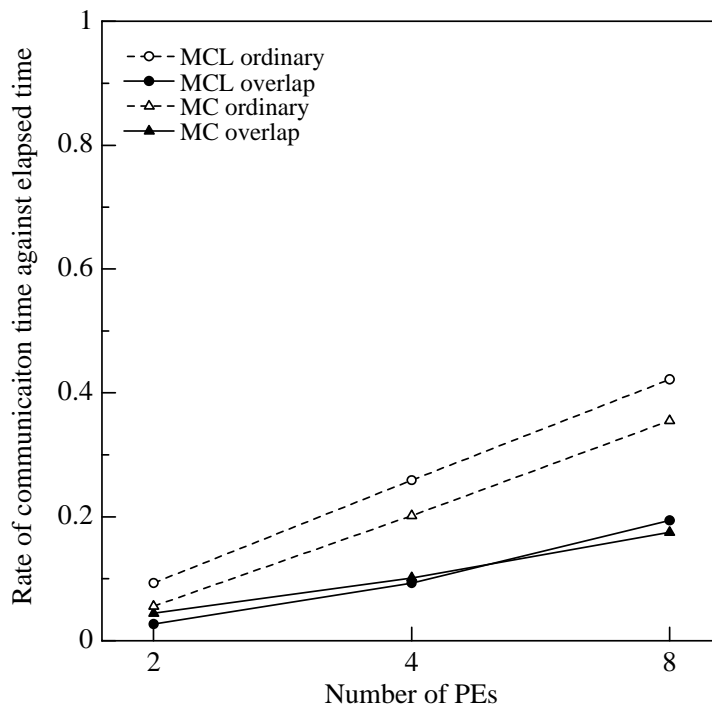 1
MCL ordinary
MCL overlap
MC ordinary
MC overlap
0.8
0.6
0.4
0.2
0
Rate of communicaiton time against elapsed time
2
4
8
Number of PEs